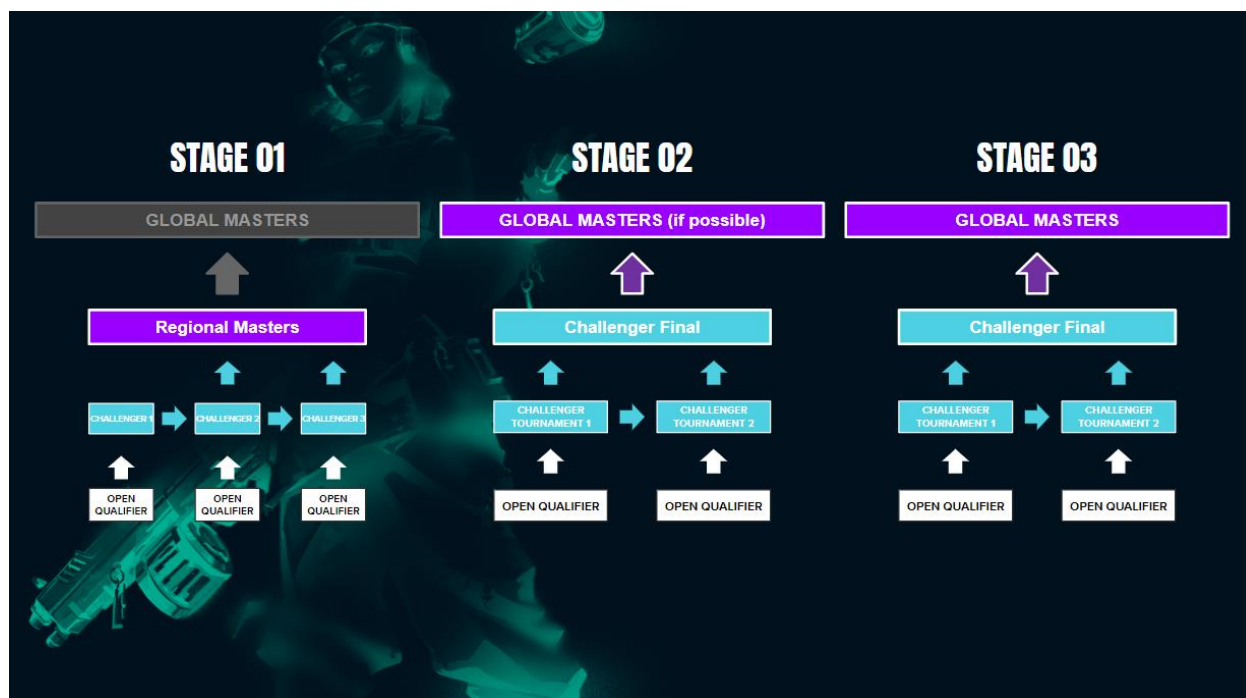 STAGE 01
STAGE 02
STAGE 03
GLOBAL MASTERS
GLOBAL MASTERS (if possible)
GLOBAL MASTERS
Regional Masters
Challenger Final
Challenger Final
CHALLENGER 1
CHALLENGER 2
CHALLENGER 3
CHALLENGER
TOURNAMENT 1
CHALLENGER
TOURNAMENT 2
CHALLENGER
TOURNAMENT 1
CHALLENGER
TOURNAMENT 2
OPEN
QUALIFIER
OPEN
QUALIFIER
OPEN
QUALIFIER
OPEN QUALIFIER
OPEN QUALIFIER
OPEN QUALIFIER
OPEN QUALIFIER